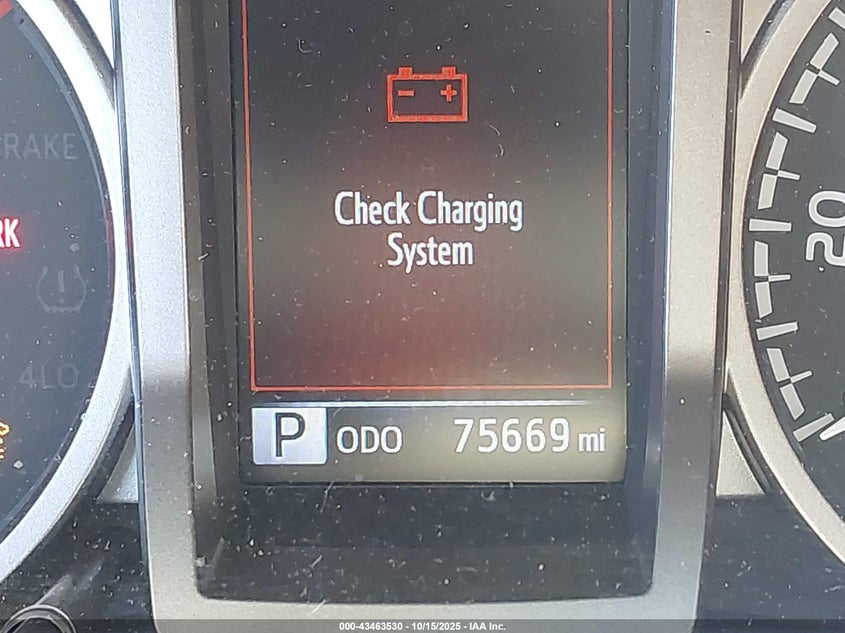 BRAKE
RK
4LO
Check Charging
System
P ODO 75669 mi
20
000-43463530 - 10/15/2025 - IAA Inc.